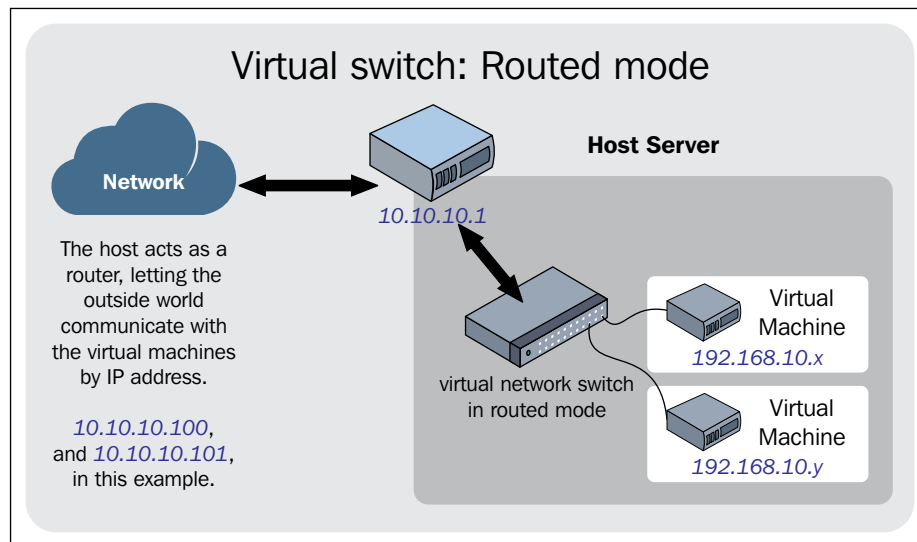 Virtual switch: Routed mode
Network
Host Server
10.10.10.1
The host acts as a
router, letting the
outside world
communicate with
the virtual machines
by IP address.
10.10.10.100,
and 10.10.10.101,
in this example.
virtual network switch
in routed mode
Virtual
Machine
192.168.10.x
Virtual
Machine
192.168.10.y